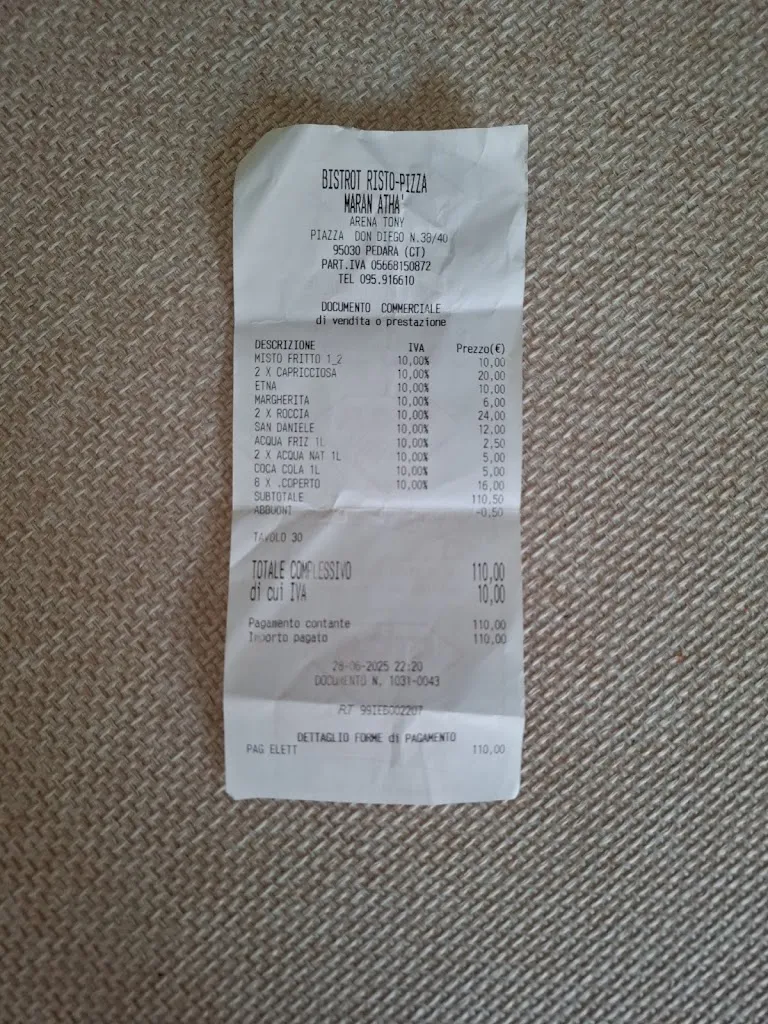 BISTROT RISTO-PIZZA
MARAN ATHA'
ARENA TONY
PIAZZA DON DIEGO N.38/40
95030 PEDARA (CT)
PART.IVA 05668150872
TEL 095.916610
DOCUMENTO COMMERCIALE
di vendita o prestazione
DESCRIZIONE IVA Prezzo(€)
MISTO FRITTO 1_2 10,00% 10,00
2 X CAPRICCIOSA 10,00% 20,00
ETNA 10,00% 10,00
MARGHERITA 10,00% 6,00
2 X ROCCIA 10,00% 24,00
SAN DANIELE 10,00% 12,00
ACQUA FRIZ 1L 10,00% 2,50
2 X ACQUA NAT 1L 10,00% 5,00
COCA COLA 1L 10,00% 5,00
8 X .COPERTO 10,00% 16,00
SUBTOTALE 110,50
ABBUONI -0,50
TAVOLO 30
TOTALE COMPLESSIVO 110,00
di cui IVA 10,00
Pagamento contante 110,00
Importo pagato 110,00
28-06-2025 22:20
DOCUMENTO N. 1031-0043
RT 99IEB002207
DETTAGLIO FORME di PAGAMENTO
PAG ELETT 110,00